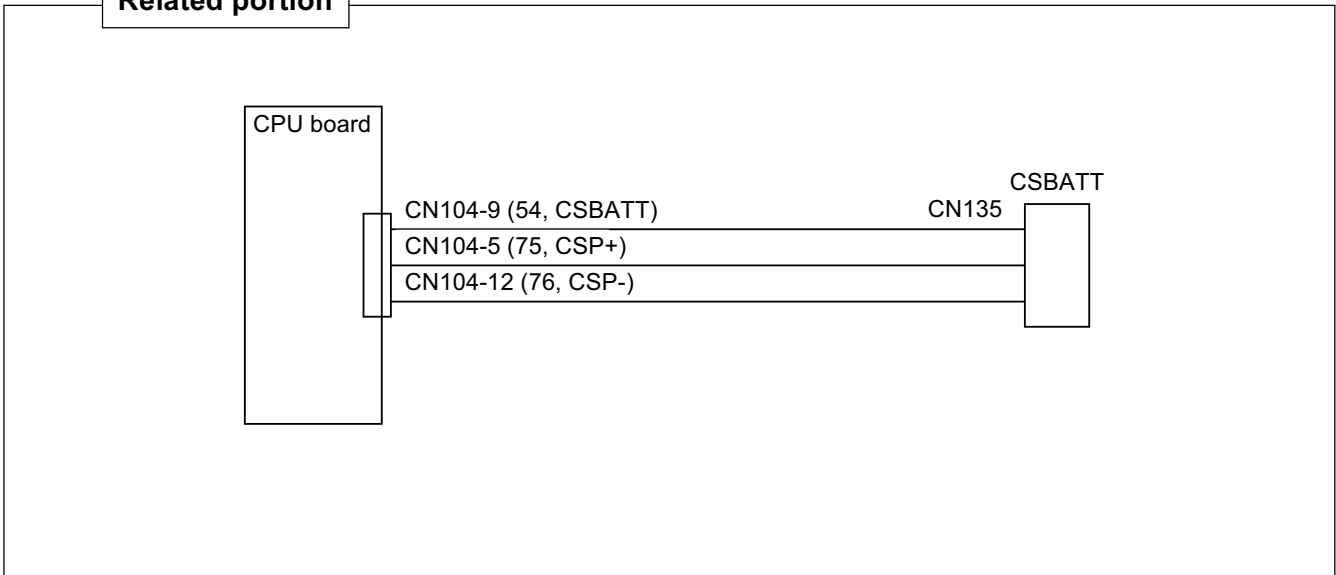 Related portion
CPU board
CSBATT
CN104-9 (54, CSBATT)
CN135
CN104-5 (75, CSP+)
CN104-12 (76, CSP-)